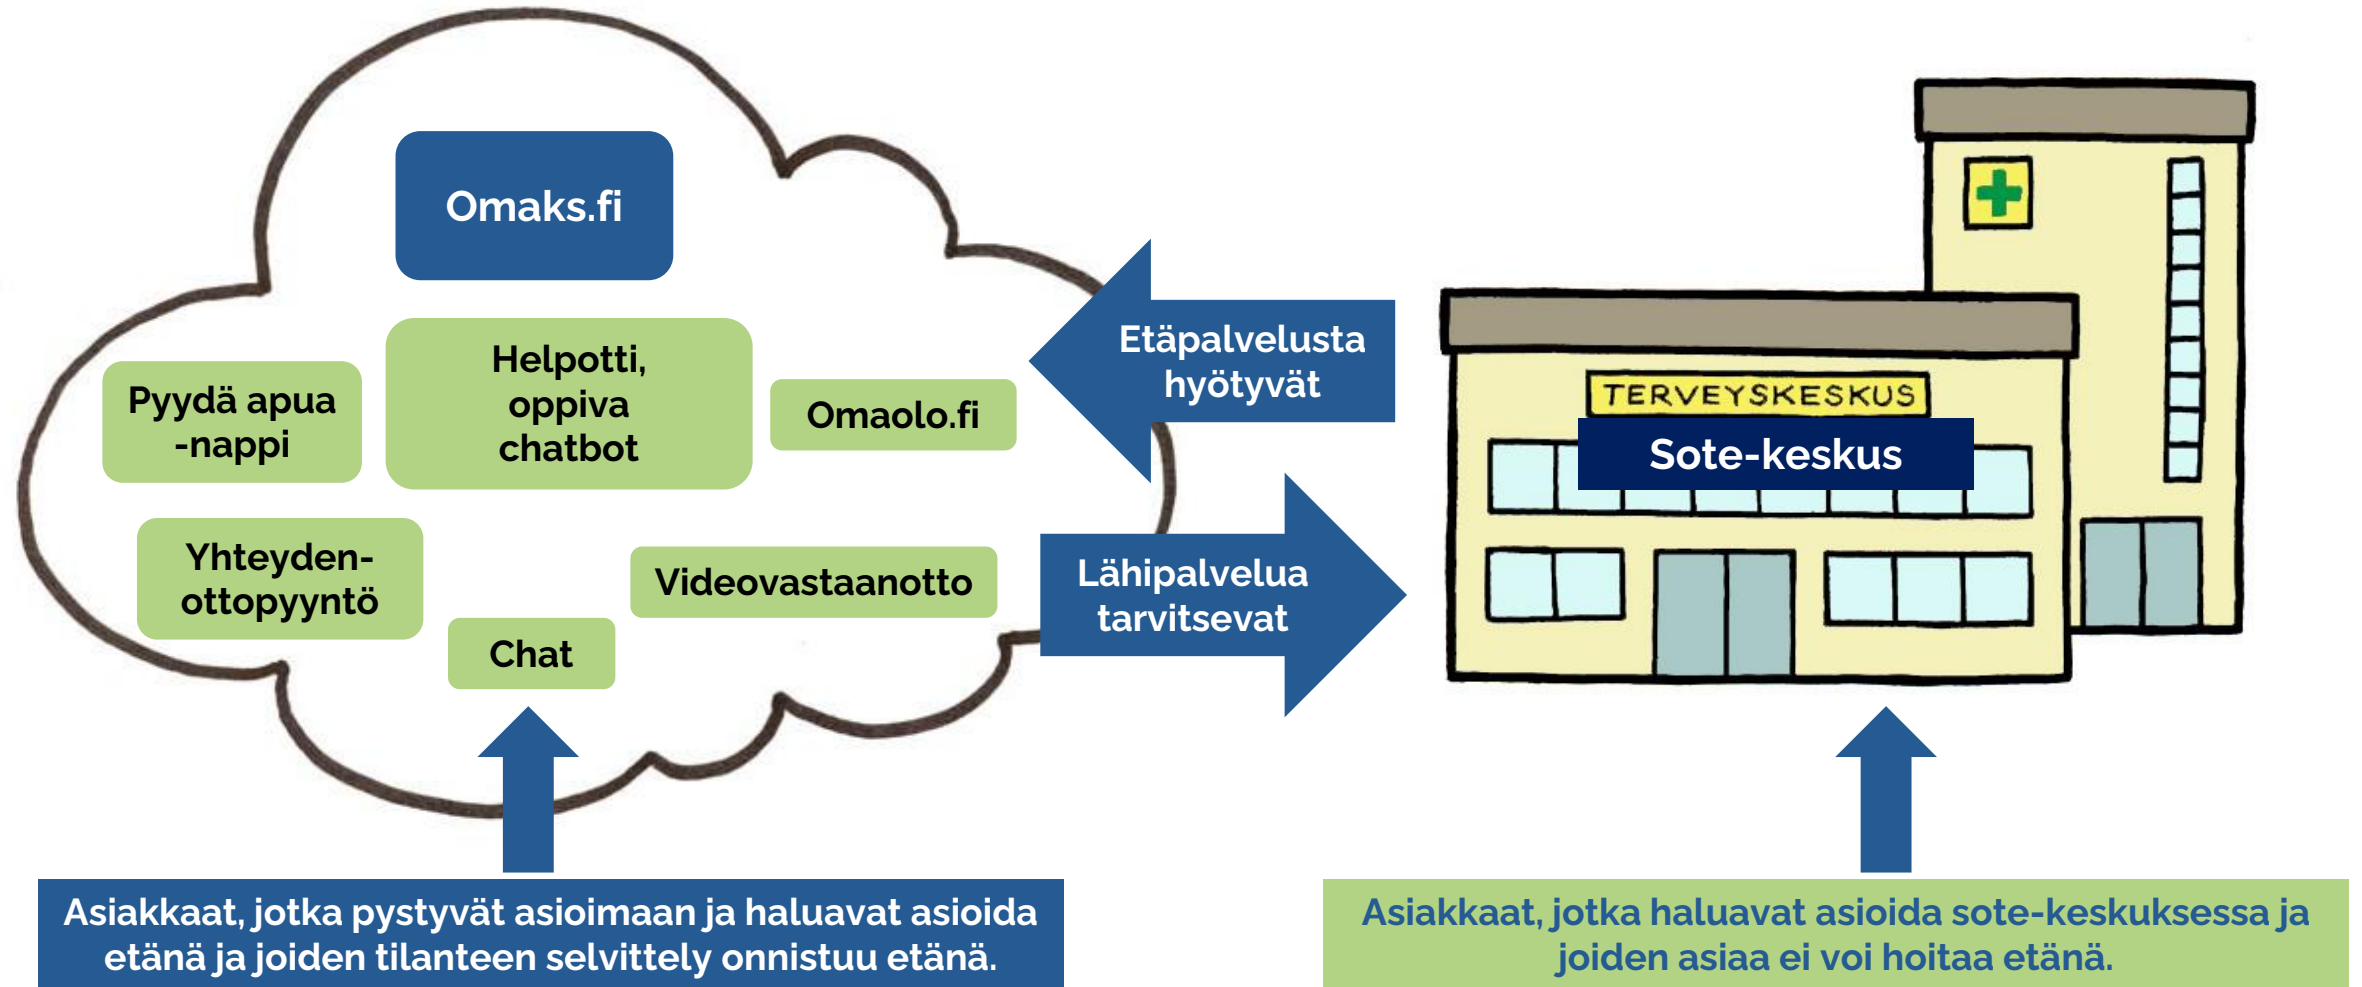 Omaks.fi
Helpotti,
oppiva
chatbot
Pyydä apua
-nappi
Omaolo.fi
Yhteyden-
ottopyyntö
Videovastaanotto
Chat
Etäpalvelusta
hyötyvät
Lähipalvelua
tarvitsevat
TERVEYSKESKUS
Sote-keskus
Asiakkaat, jotka pystyvät asioimaan ja haluavat asioida
etänä ja joiden tilanteen selvittely onnistuu etänä.
Asiakkaat, jotka haluavat asioida sote-keskuksessa ja
joiden asiaa ei voi hoitaa etänä.